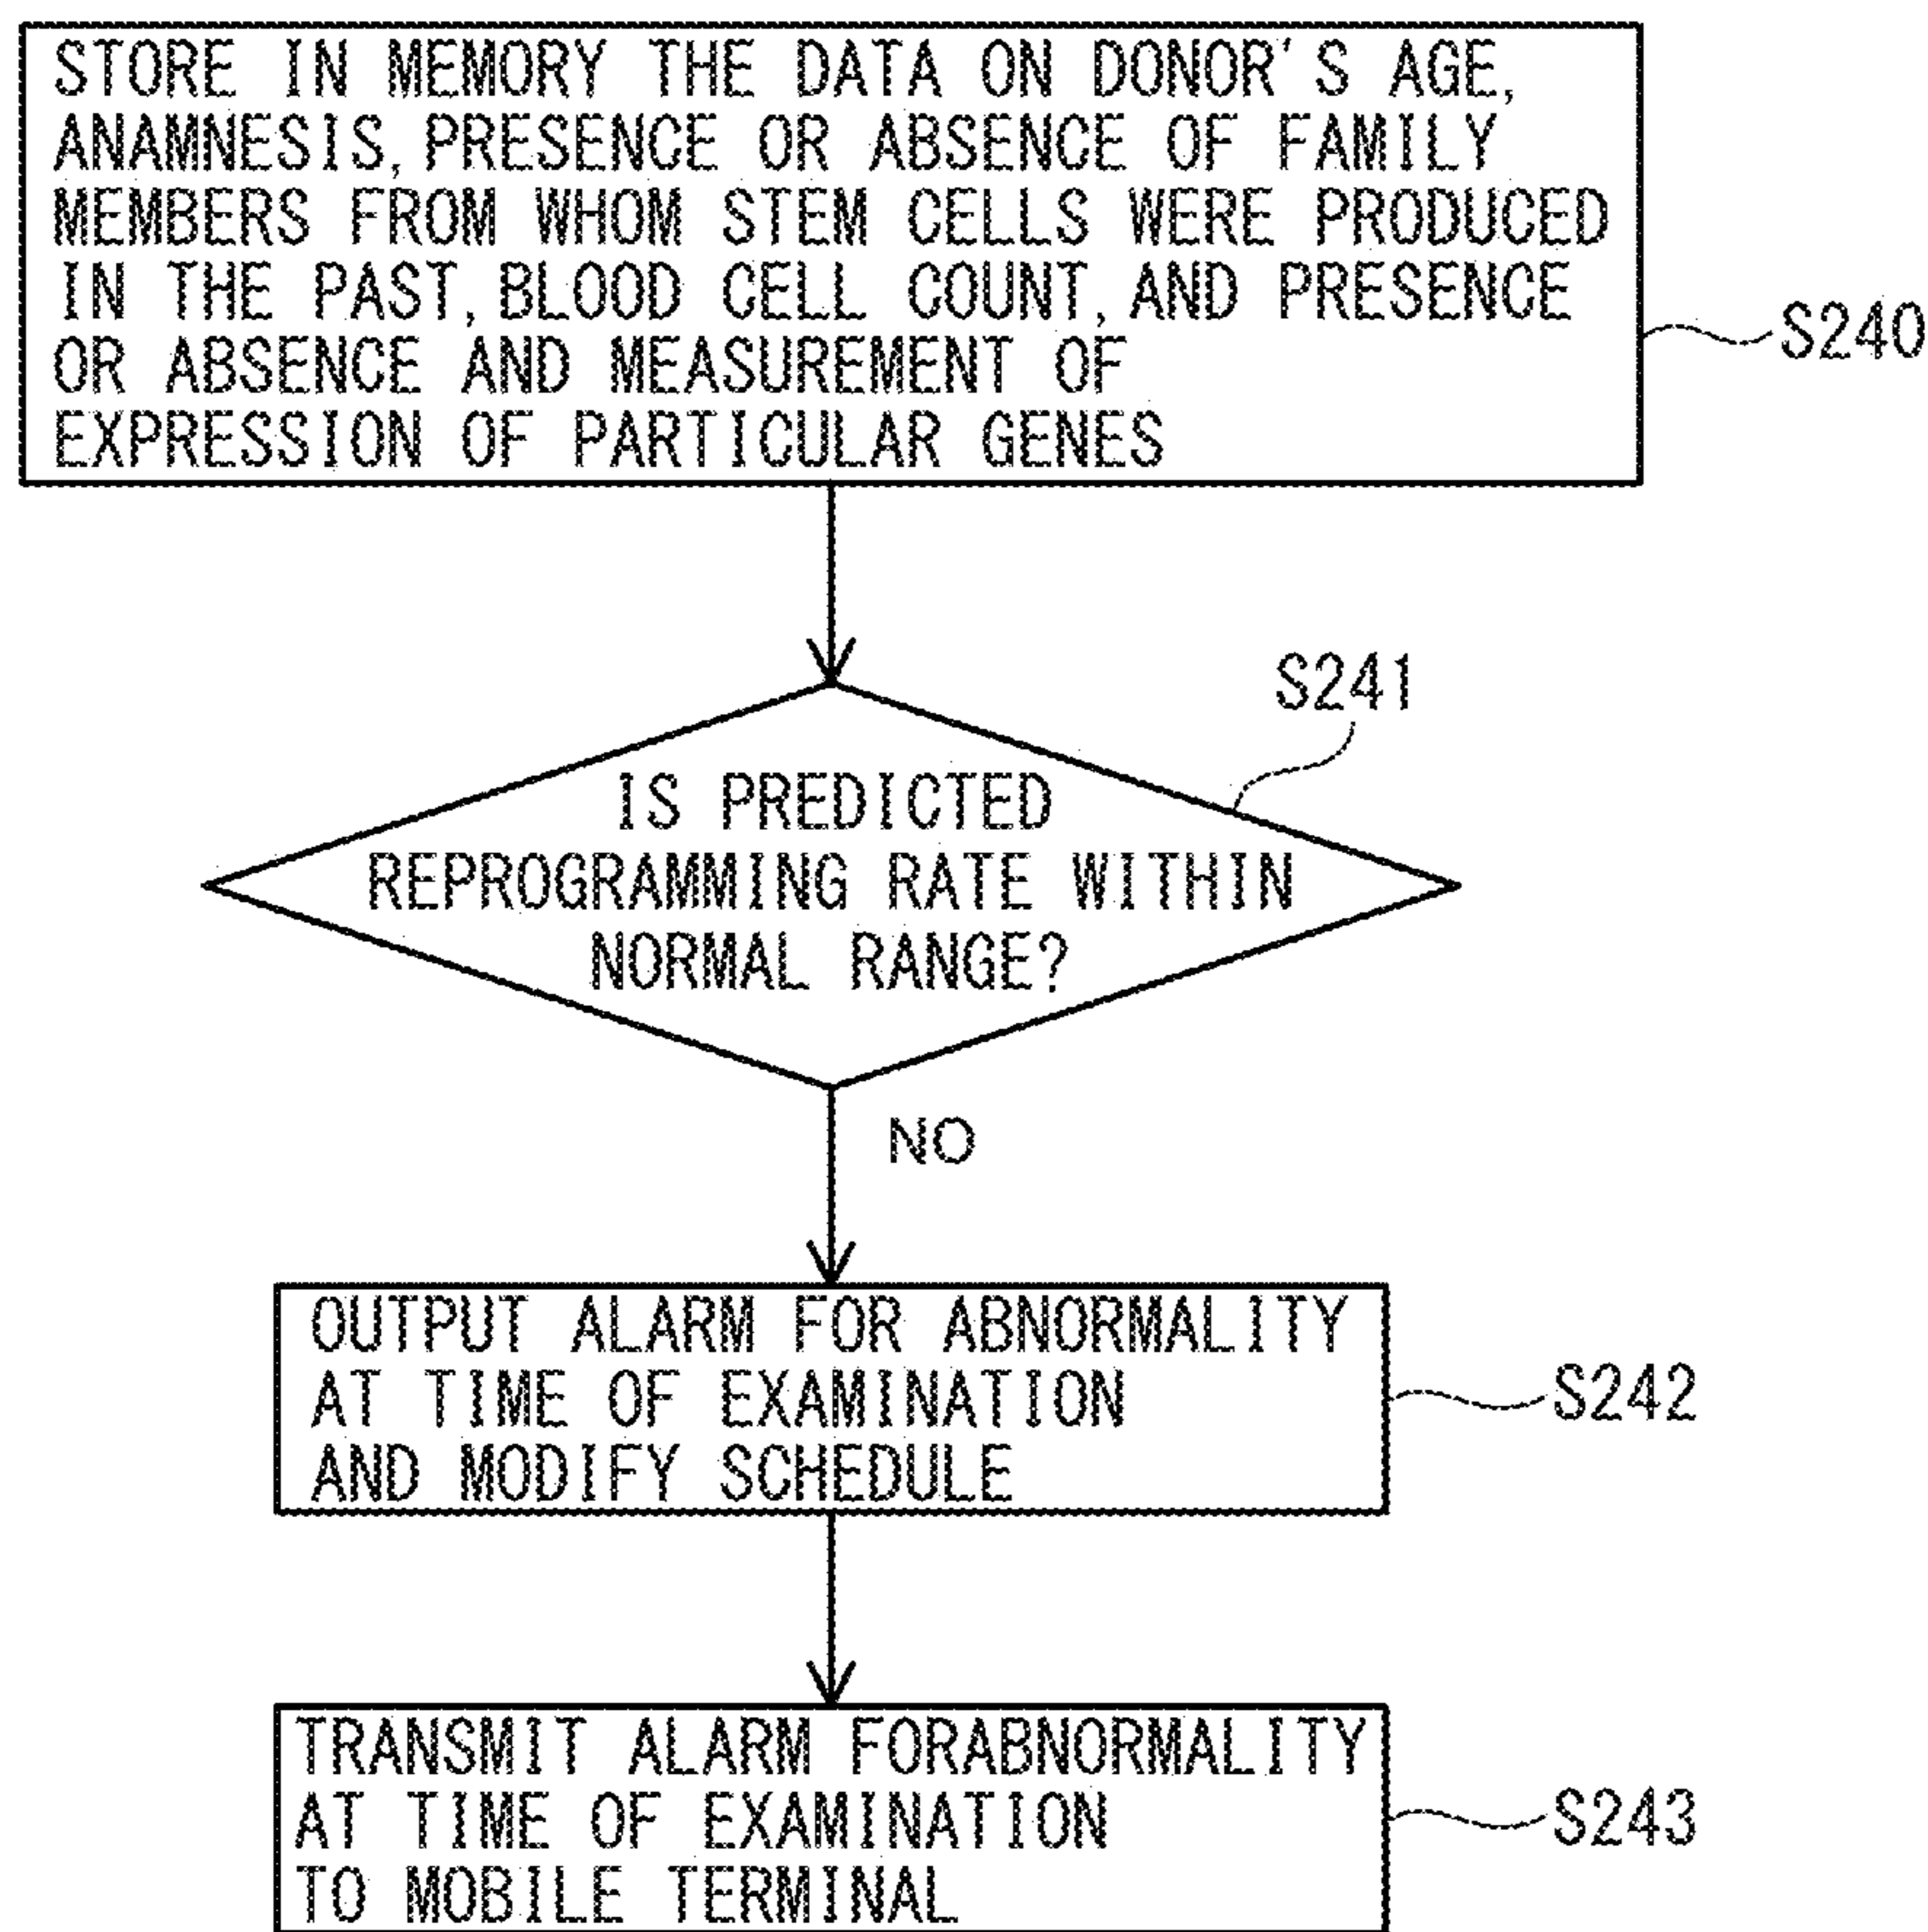 STORE IN MEMORY THE DATA ON DONOR'S AGE,
ANAMNESIS, PRESENCE OR ABSENCE OF FAMILY
MEMBERS FROM WHOM STEM CELLS WERE PRODUCED
IN THE PAST, BLOOD CELL COUNT, AND PRESENCE
OR ABSENCE AND MEASUREMENT OF
EXPRESSION OF PARTICULAR GENES
S240
S241
IS PREDICTED
REPROGRAMMING RATE WITHIN
NORMAL RANGE?
NO
OUTPUT ALARM FOR ABNORMALITY
AT TIME OF EXAMINATION
AND MODIFY SCHEDULE
S242
TRANSMIT ALARM FORABNORMALITY
AT TIME OF EXAMINATION
TO MOBILE TERMINAL
S243